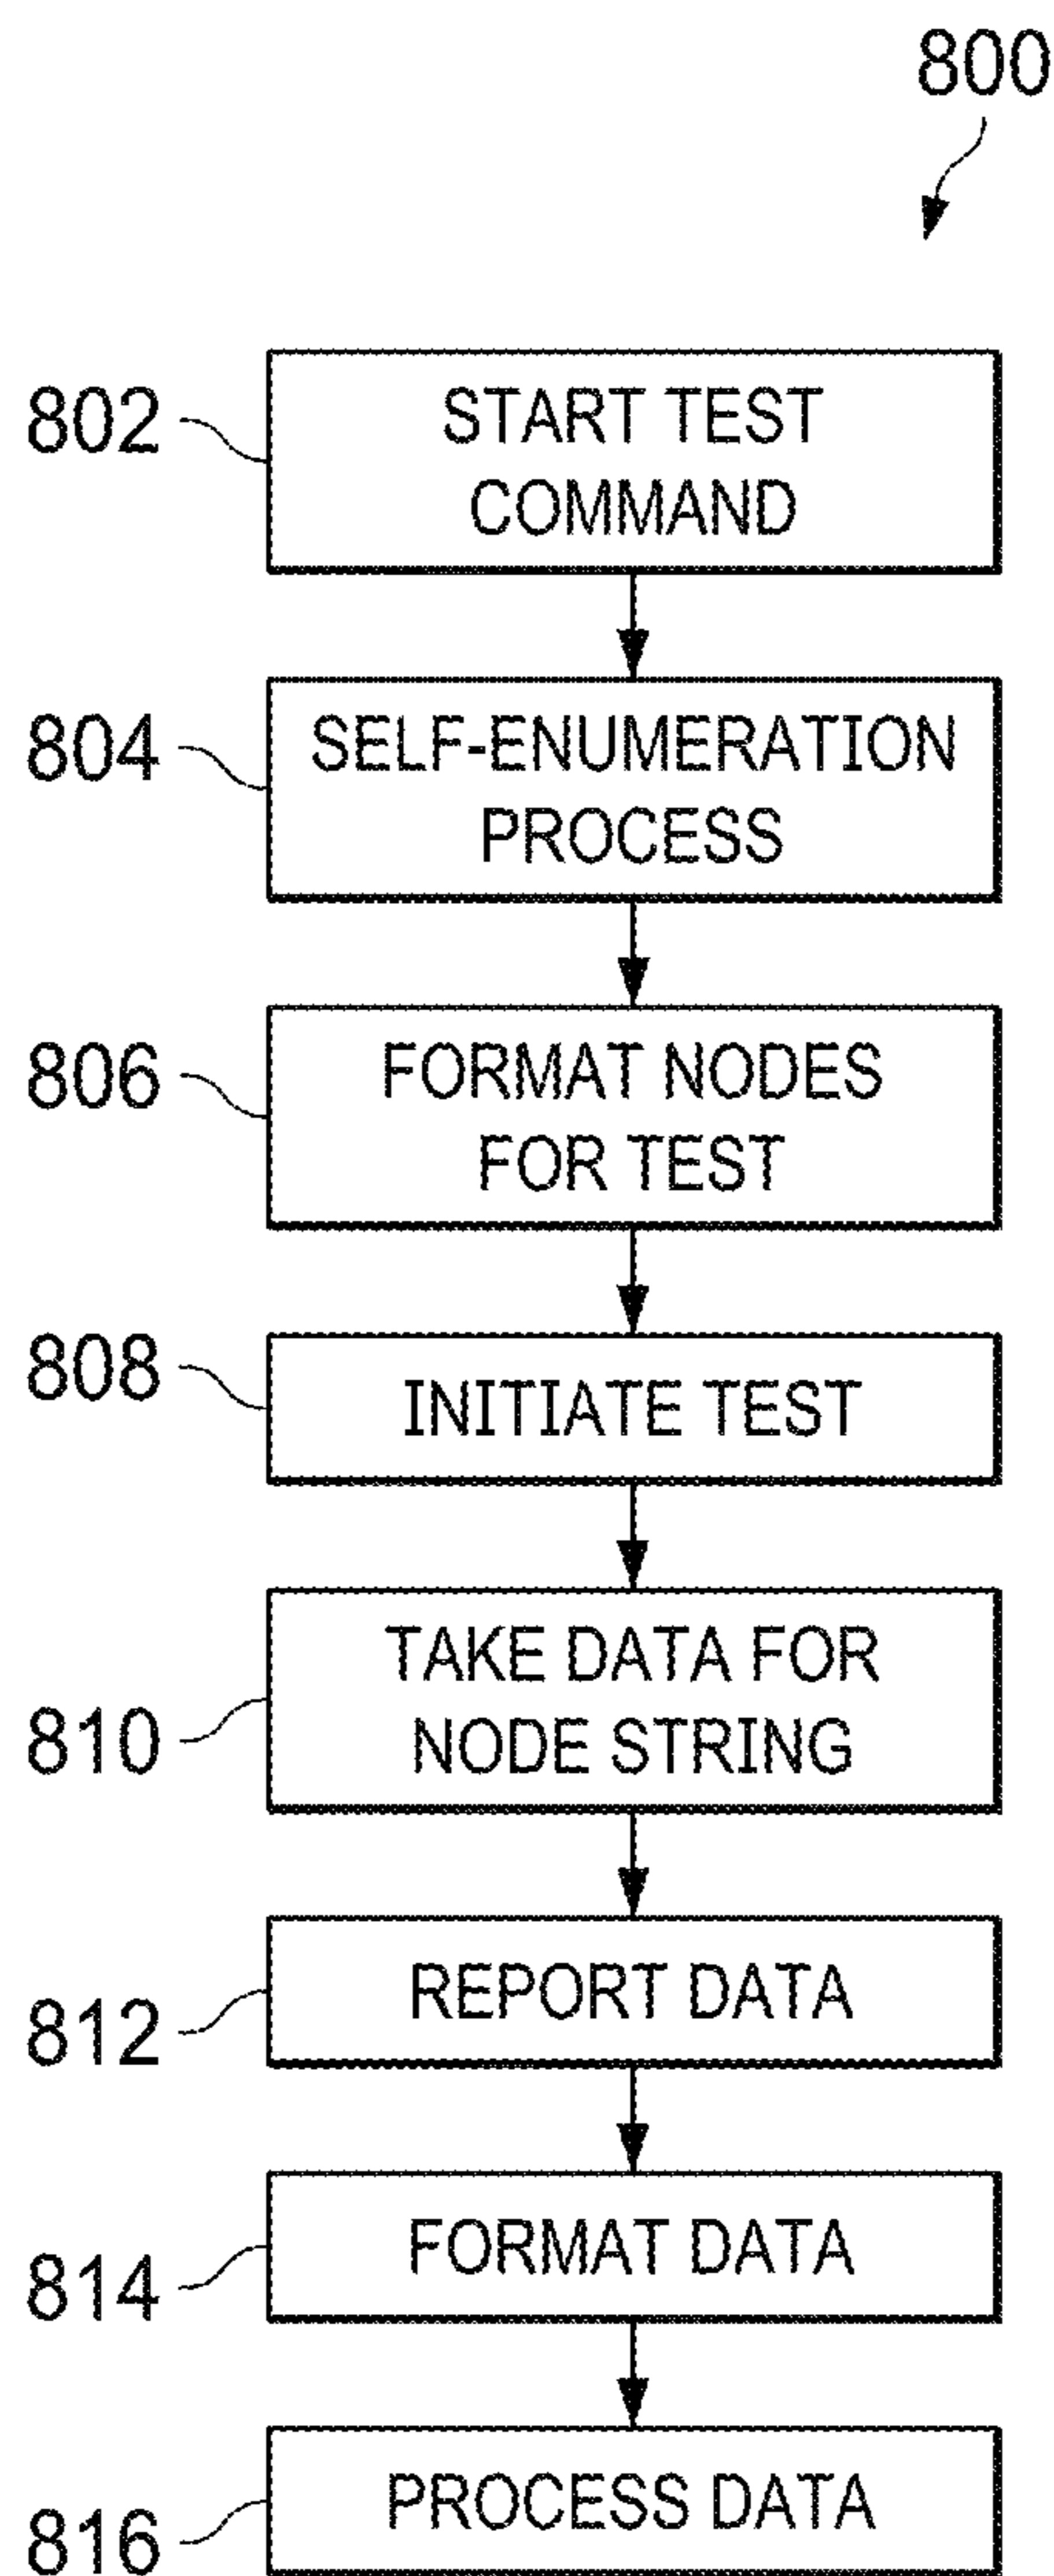 800
802
START TEST
COMMAND
804
SELF-ENUMERATION
PROCESS
806
FORMAT NODES
FOR TEST
808
INITIATE TEST
810
TAKE DATA FOR
NODE STRING
812
REPORT DATA
814
FORMAT DATA
816
PROCESS DATA